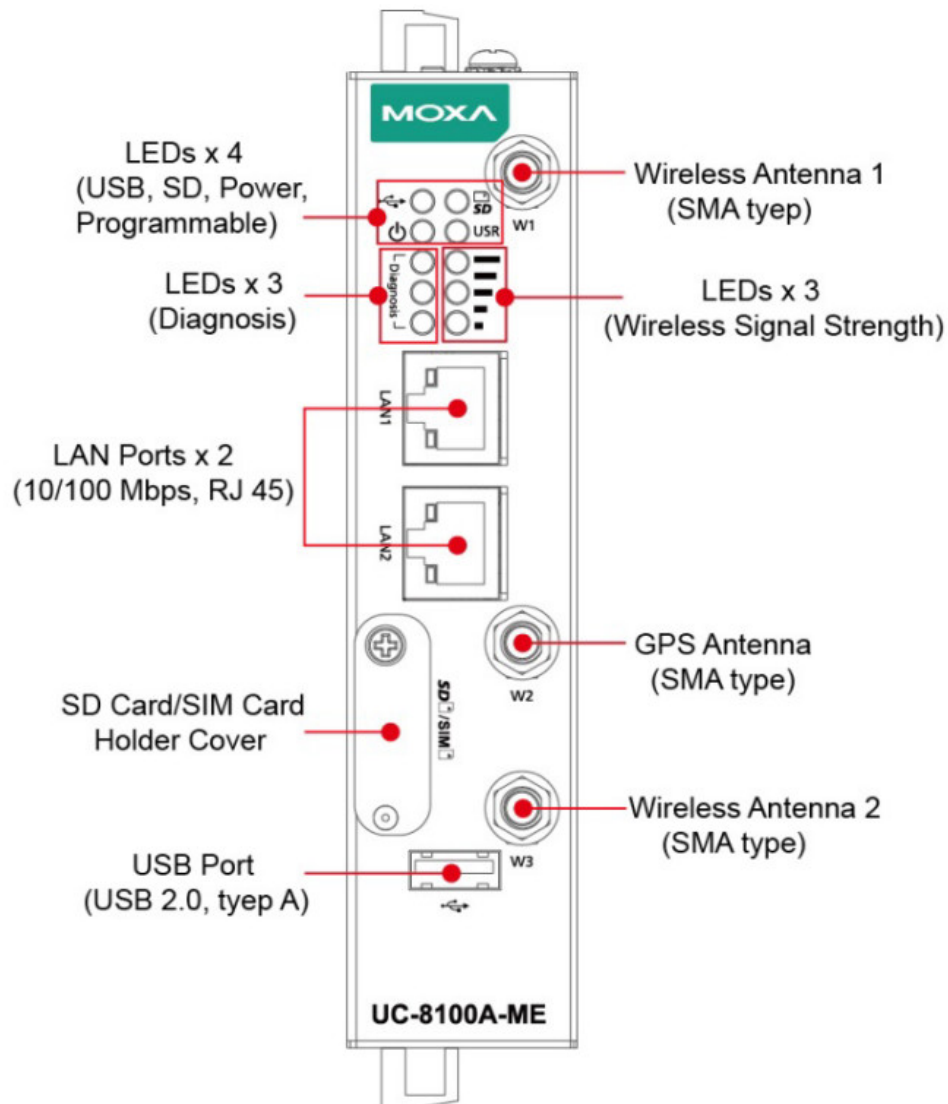 MOXA
LEDs x 4
(USB, SD, Power,
Programmable)
SD
USR
W1
Wireless Antenna 1
(SMA tyep)
LEDs x 3
(Diagnosis)
Diagnosis
LEDs x 3
(Wireless Signal Strength)
LAN1
LAN Ports x 2
(10/100 Mbps, RJ 45)
LAN2
GPS Antenna
(SMA type)
W2
SD Card/SIM Card
Holder Cover
SD/SIM
Wireless Antenna 2
(SMA type)
W3
USB Port
(USB 2.0, tyep A)
UC-8100A-ME